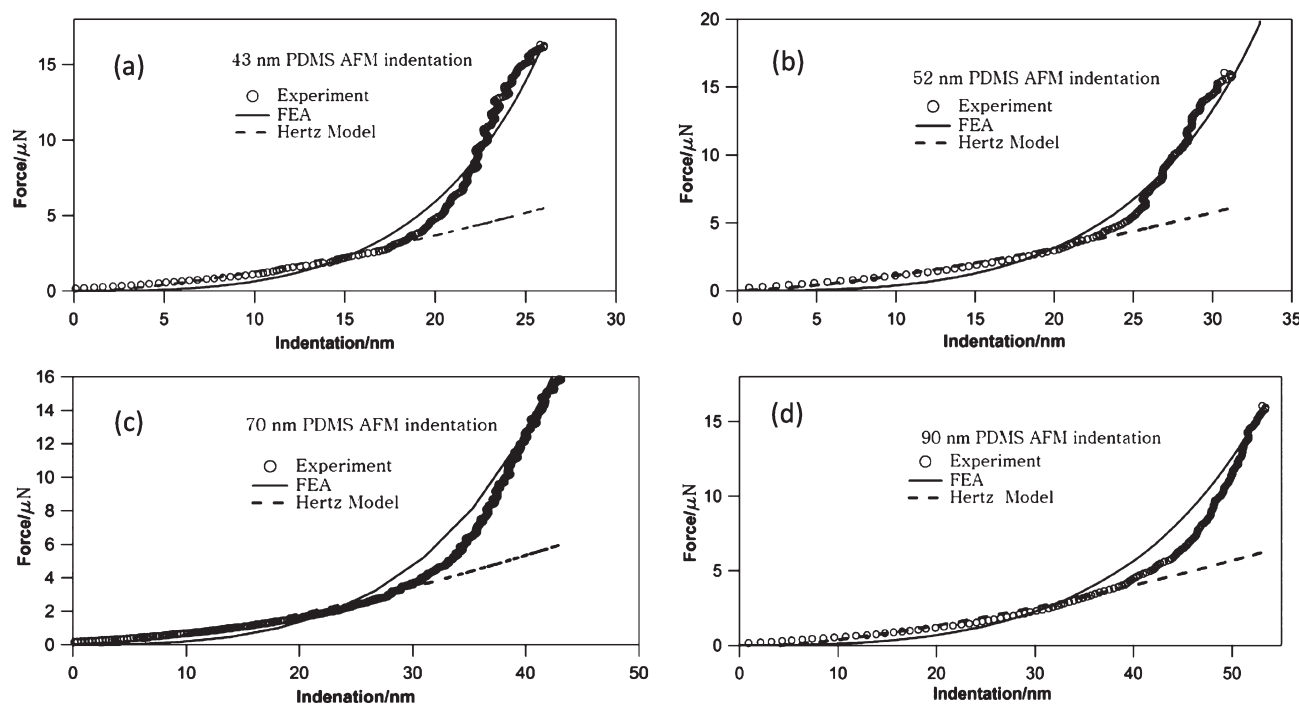 (a)
43 nm PDMS AFM indentation
Experiment
FEA
Hertz Model
Force/μN
15
10
5
0
0 5 10 15 20 25 30
Indentation/nm
(b)
52 nm PDMS AFM indentation
Experiment
FEA
Hertz Model
Force/μN
20
15
10
5
0
0 5 10 15 20 25 30 35
Indentation/nm
(c)
70 nm PDMS AFM indentation
Experiment
FEA
Hertz Model
Force/μN
16
14
12
10
8
6
4
2
0
0 10 20 30 40 50
Indenation/nm
(d)
90 nm PDMS AFM indentation
Experiment
FEA
Hertz Model
Force/μN
15
10
5
0
0 10 20 30 40 50
Indentation/nm